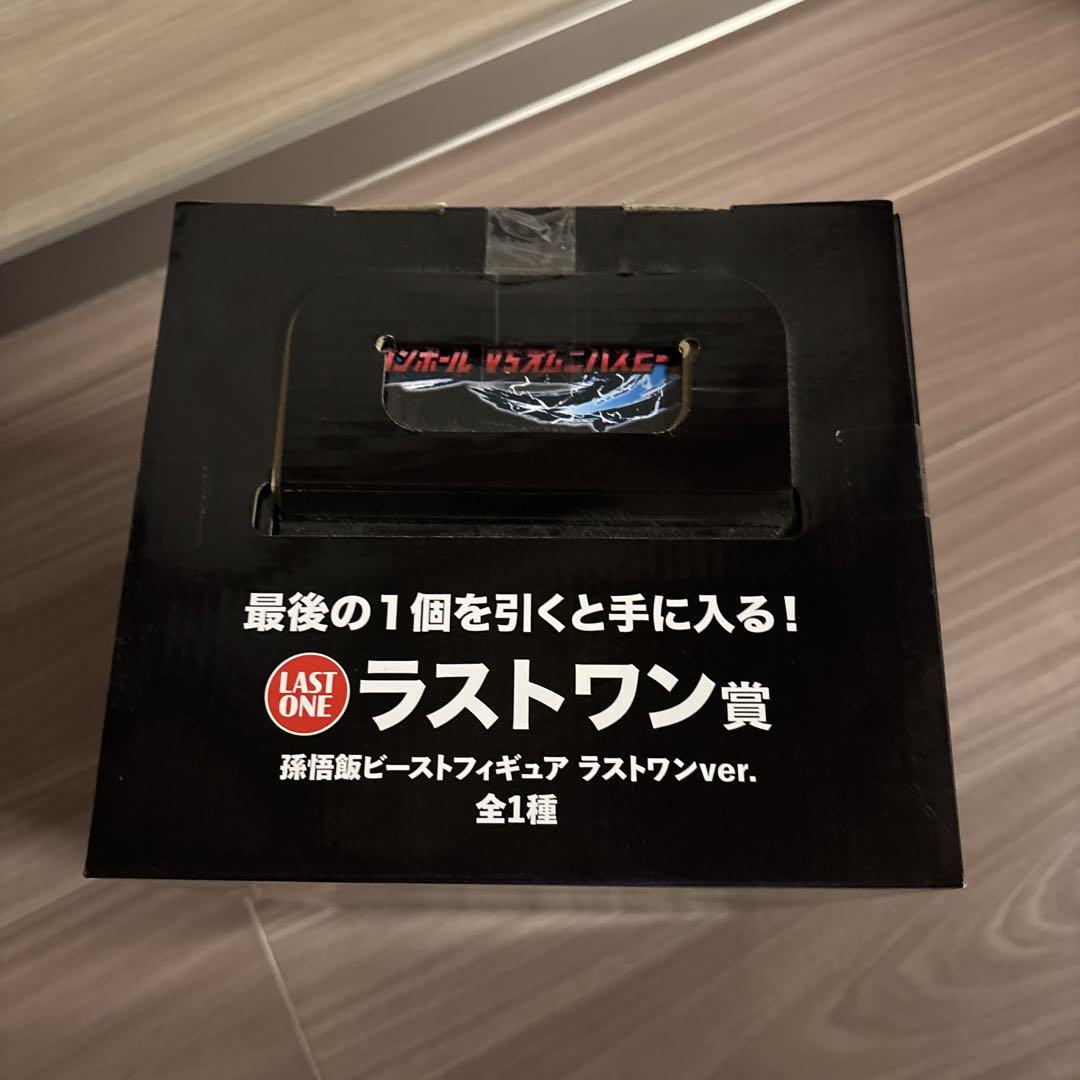 ンボール VSオムニバスビー
最後の1個を引くと手に入る!
LAST
ONE
ラストワン賞
孫悟飯ビーストフィギュア ラストワンver.
全1種